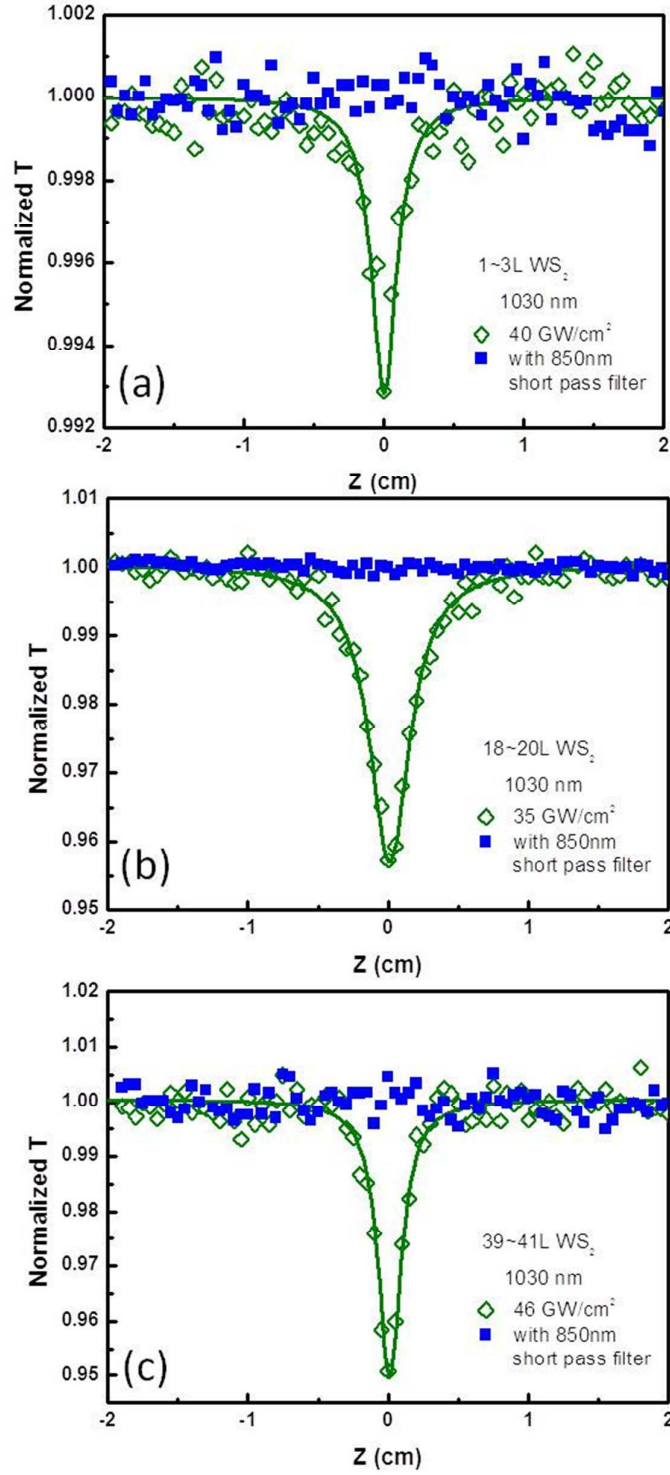 1.002
1.000
0.998
0.996
0.994
0.992
Normalized T
1~3L WS₂
1030 nm
40 GW/cm²
with 850nm
short pass filter
(a)
-2 -1 0 1 2
Z (cm)
1.01
1.00
0.99
0.98
0.97
0.96
0.95
Normalized T
18~20L WS₂
1030 nm
35 GW/cm²
with 850nm
short pass filter
(b)
-2 -1 0 1 2
Z (cm)
1.02
1.01
1.00
0.99
0.98
0.97
0.96
0.95
Normalized T
39~41L WS₂
1030 nm
46 GW/cm²
with 850nm
short pass filter
(c)
-2 -1 0 1 2
Z (cm)